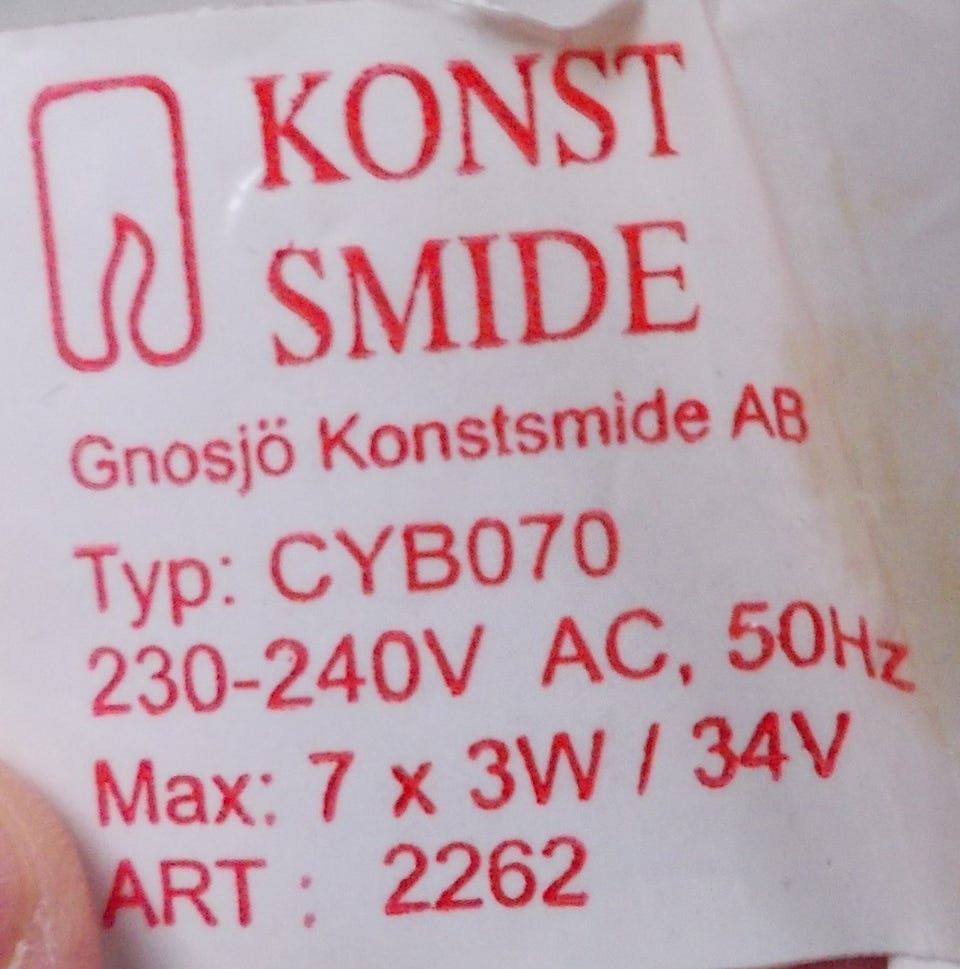 KONST
SMIDE
Gnosjö Konstsmide AB
Typ: CYB070
230-240V AC, 50Hz
Max: 7 x 3W / 34V
ART : 2262